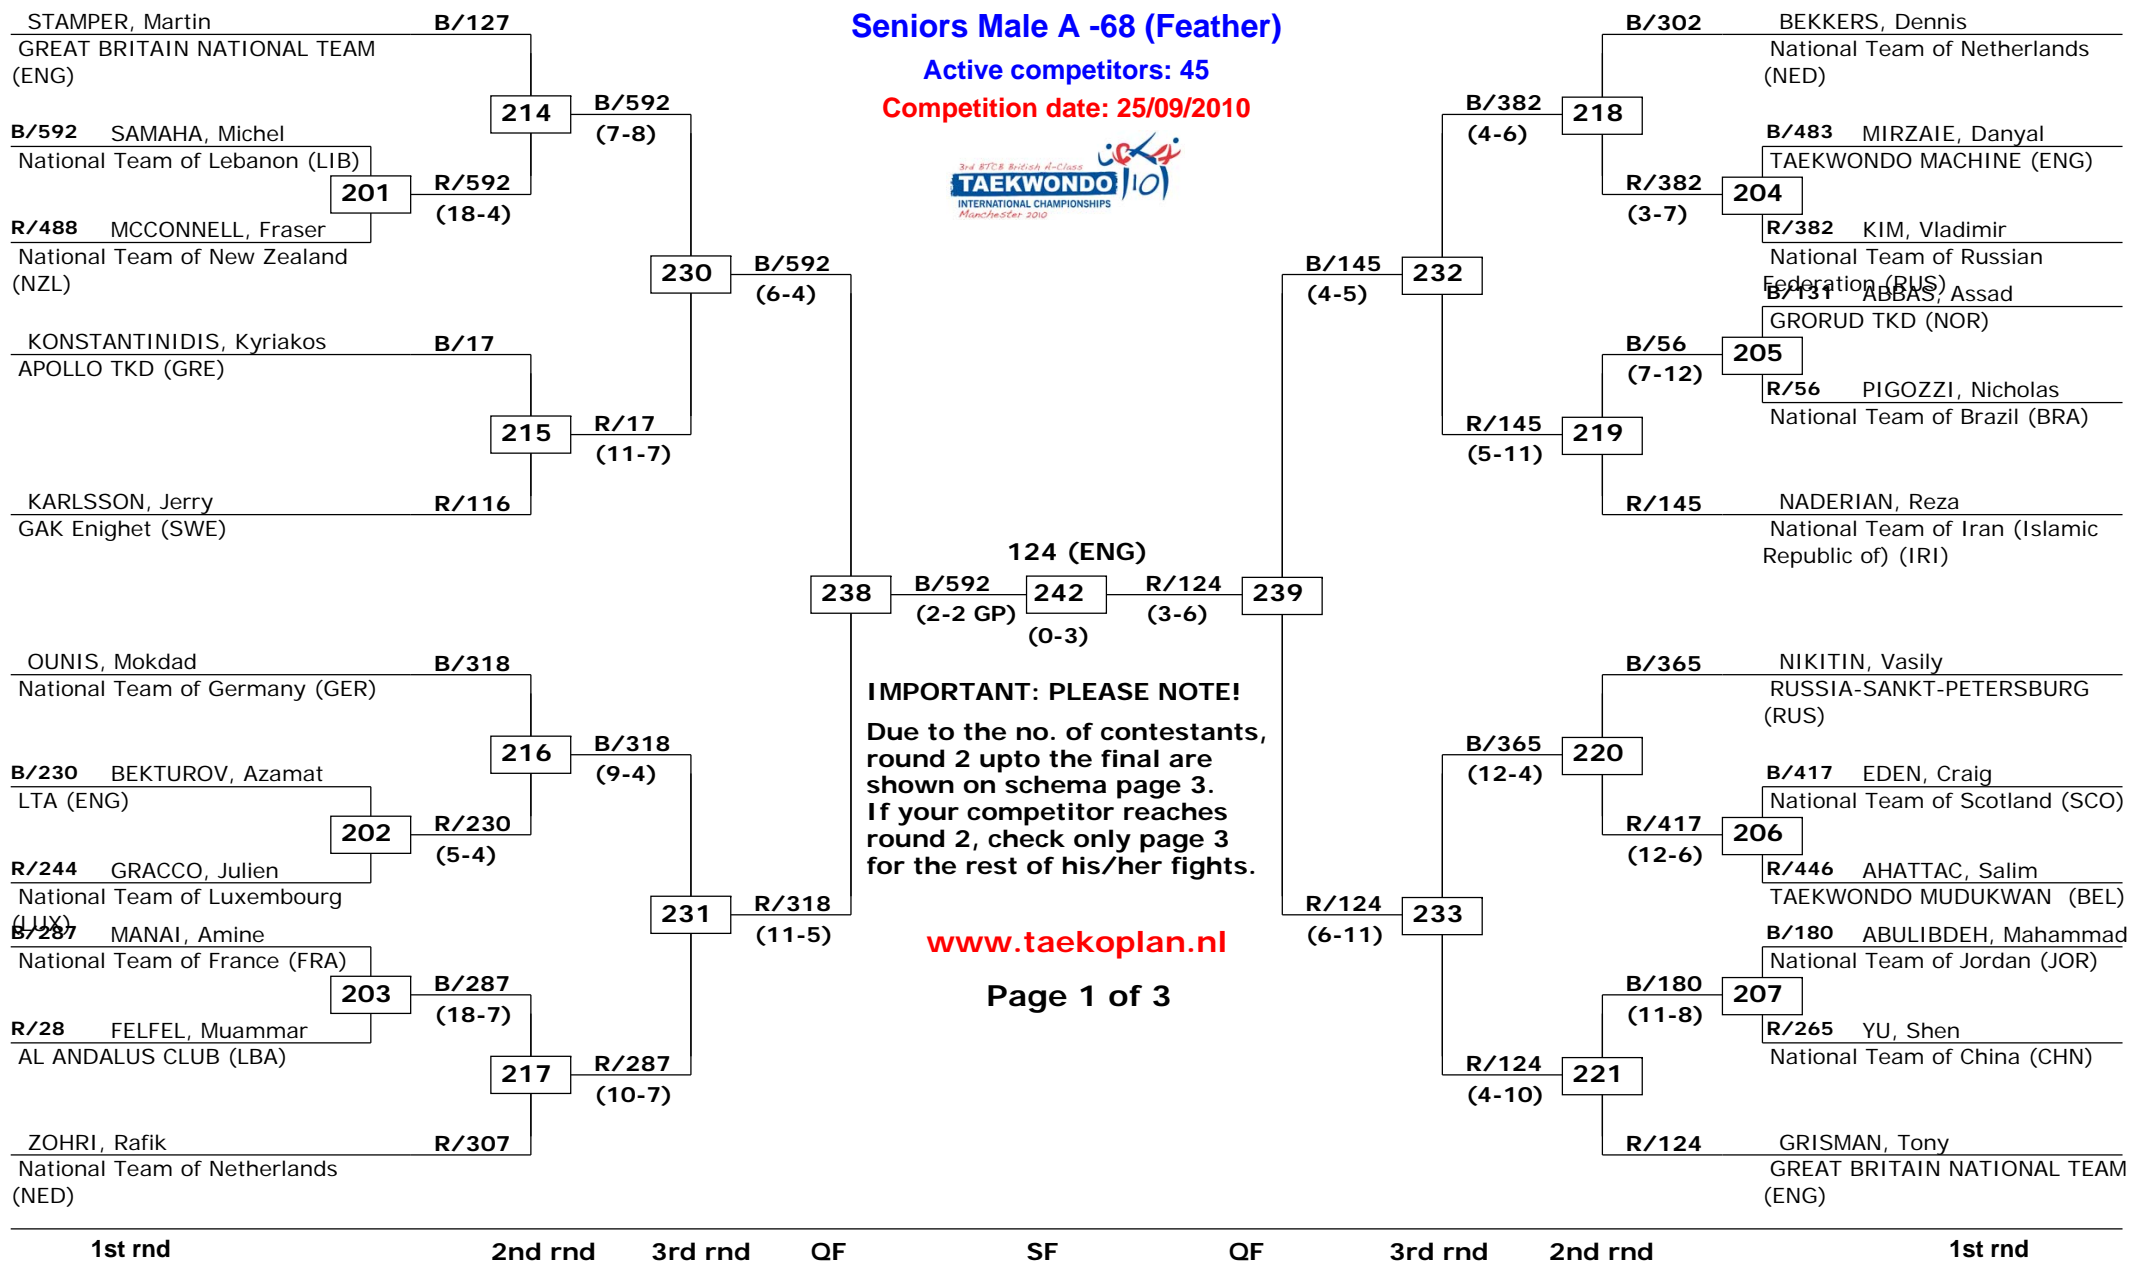 Seniors Male A -68 (Feather)
Active competitors: 45
Competition date: 25/09/2010
3rd BTCB British A-Class
TAEKWONDO 10
INTERNATIONAL CHAMPIONSHIPS
Manchester 2010
STAMPER, Martin B/127
GREAT BRITAIN NATIONAL TEAM
(ENG)
214 B/592
(7-8)
B/592 SAMAHA, Michel
National Team of Lebanon (LIB)
201 R/592
(18-4)
R/488 MCCONNELL, Fraser
National Team of New Zealand
(NZL)
230 B/592
(6-4)
KONSTANTINIDIS, Kyriakos B/17
APOLLO TKD (GRE)
215 R/17
(11-7)
KARLSSON, Jerry R/116
GAK Enighet (SWE)
OUNIS, Mokdad B/318
National Team of Germany (GER)
216 B/318
(9-4)
B/230 BEKTUROV, Azamat
LTA (ENG)
202 R/230
(5-4)
R/244 GRACCO, Julien
National Team of Luxembourg
(LUX)
231 R/318
(11-5)
B/287 MANAI, Amine
National Team of France (FRA)
203 B/287
(18-7)
R/28 FELFEL, Muammar
AL ANDALUS CLUB (LBA)
217 R/287
(10-7)
ZOHRI, Rafik R/307
National Team of Netherlands
(NED)
124 (ENG)
238 B/592 242 R/124 239
(2-2 GP) (0-3) (3-6)
IMPORTANT: PLEASE NOTE!
Due to the no. of contestants,
round 2 upto the final are
shown on schema page 3.
If your competitor reaches
round 2, check only page 3
for the rest of his/her fights.
www.taekoplan.nl
Page 1 of 3
B/302 BEKKERS, Dennis
National Team of Netherlands
(NED)
B/382 218
(4-6)
B/483 MIRZAIE, Danyal
TAEKWONDO MACHINE (ENG)
R/382 204
(3-7)
R/382 KIM, Vladimir
National Team of Russian
Federation (RUS)
B/145 232
(4-5)
B/131 ABBAS, Assad
GRORUD TKD (NOR)
B/56 205
(7-12)
R/56 PIGOZZI, Nicholas
National Team of Brazil (BRA)
R/145 219
(5-11)
R/145 NADERIAN, Reza
National Team of Iran (Islamic
Republic of) (IRI)
B/365 NIKITIN, Vasily
RUSSIA-SANKT-PETERSBURG
(RUS)
B/365 220
(12-4)
B/417 EDEN, Craig
National Team of Scotland (SCO)
R/417 206
(12-6)
R/446 AHATTAC, Salim
TAEKWONDO MUDUKWAN (BEL)
R/124 233
(6-11)
B/180 ABULIBDEH, Mahammad
National Team of Jordan (JOR)
B/180 207
(11-8)
R/265 YU, Shen
National Team of China (CHN)
R/124 221
(4-10)
R/124 GRISMAN, Tony
GREAT BRITAIN NATIONAL TEAM
(ENG)
1st rnd 2nd rnd 3rd rnd QF SF QF 3rd rnd 2nd rnd 1st rnd